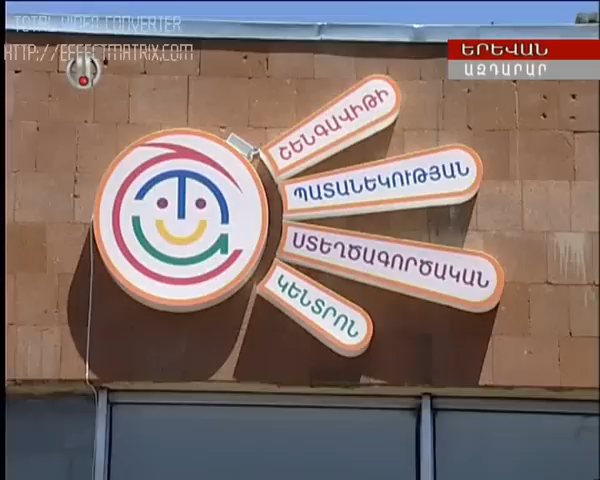 TOTAL VIDEO CONVERTER
HTTP://EFFECTMATRIX.COM
ԵՐԵՎԱՆ
ԱԶԴԱՐԱՐ
ՇԵՆԳԱՎԻԹԻ
ՊԱՏԱՆԵԿՈՒԹՅԱՆ
ՍՏԵՂԾԱԳՈՐԾԱԿԱՆ
ԿԵՆՏՐՈՆ